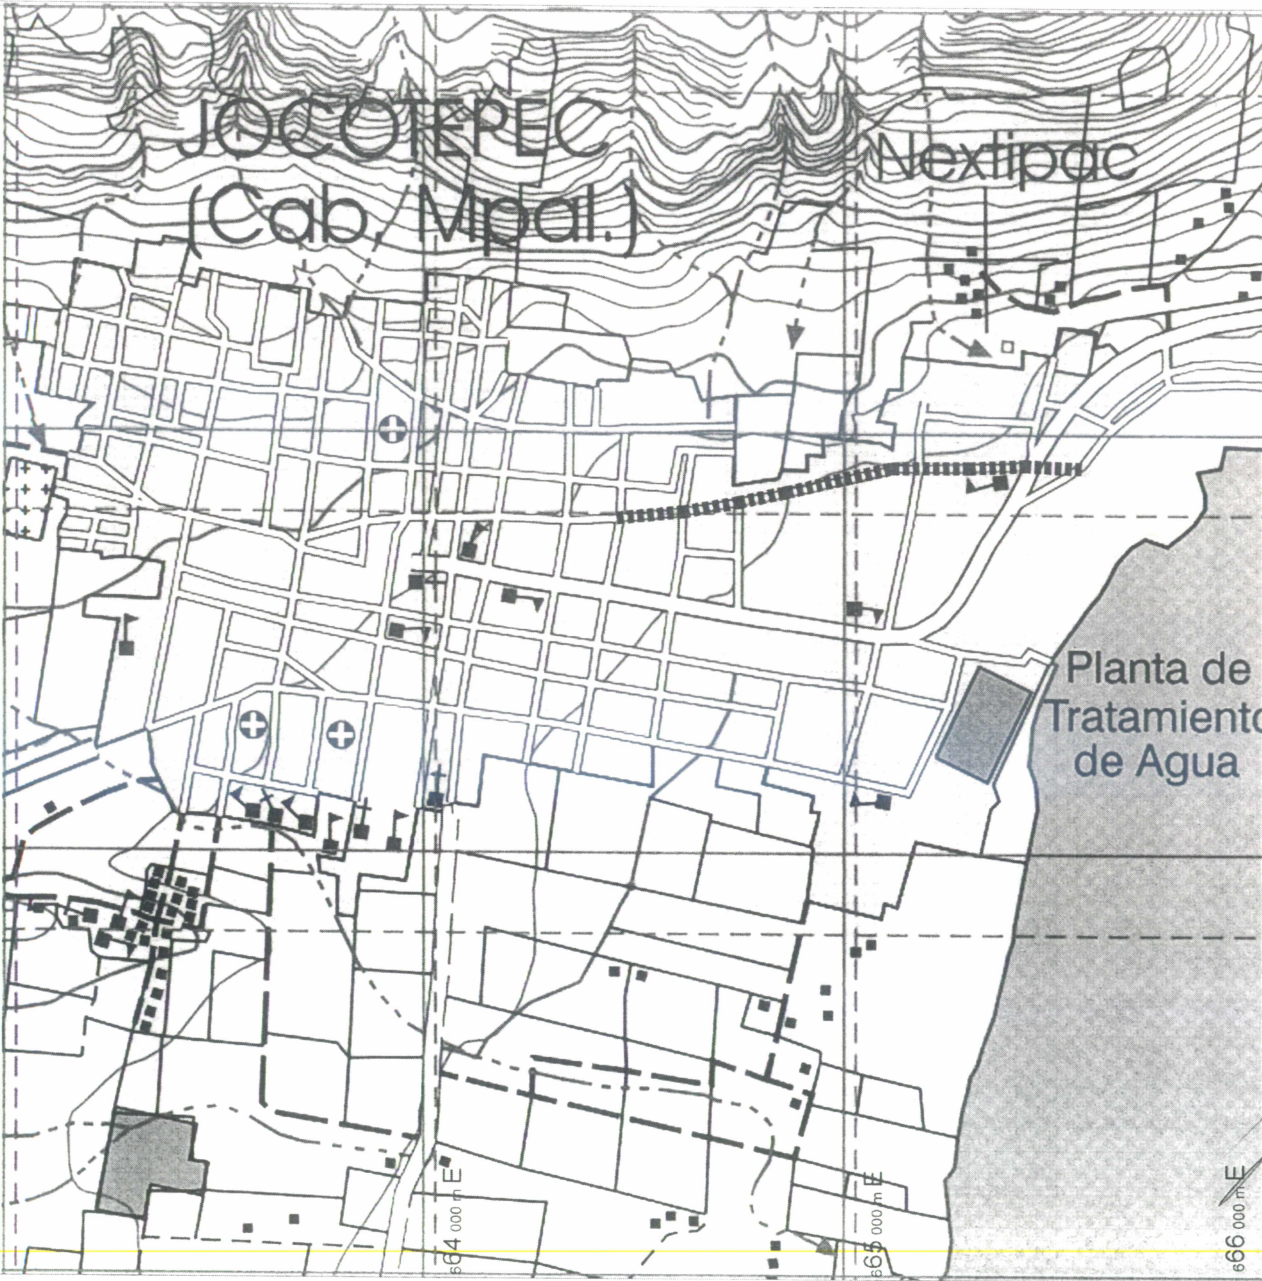 JOCOTEPEC
(Cab. Mpal.)
Nextipac
Planta de
Tratamiento
de Agua
664 000 m E
665 000 m E
666 000 m E